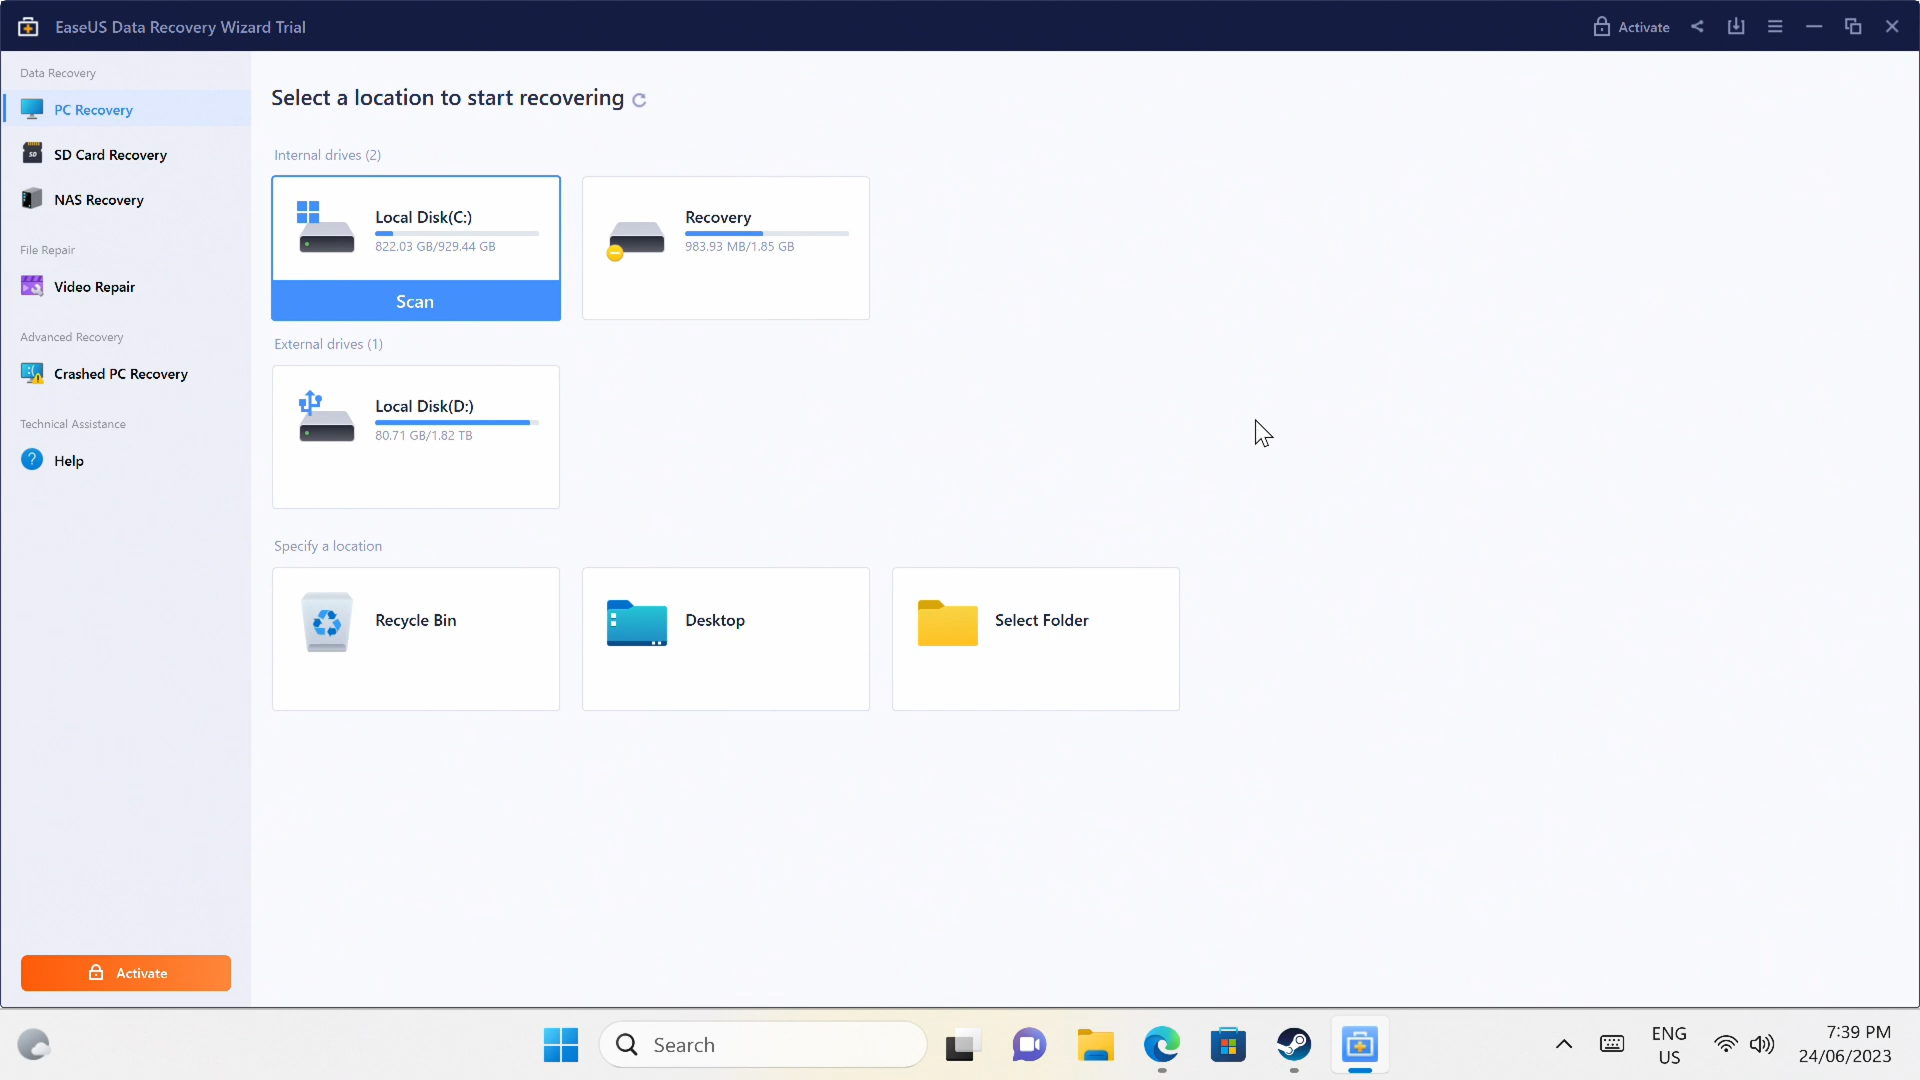 EaseUS Data Recovery Wizard Trial
Activate
Data Recovery
PC Recovery
SD Card Recovery
NAS Recovery
File Repair
Video Repair
Advanced Recovery
Crashed PC Recovery
Technical Assistance
Help
Activate
Select a location to start recovering
Internal drives (2)
Local Disk(C:)
822.03 GB/929.44 GB
Scan
Recovery
983.93 MB/1.85 GB
External drives (1)
Local Disk(D:)
80.71 GB/1.82 TB
Specify a location
Recycle Bin
Desktop
Select Folder
Search
ENG
US
7:39 PM
24/06/2023